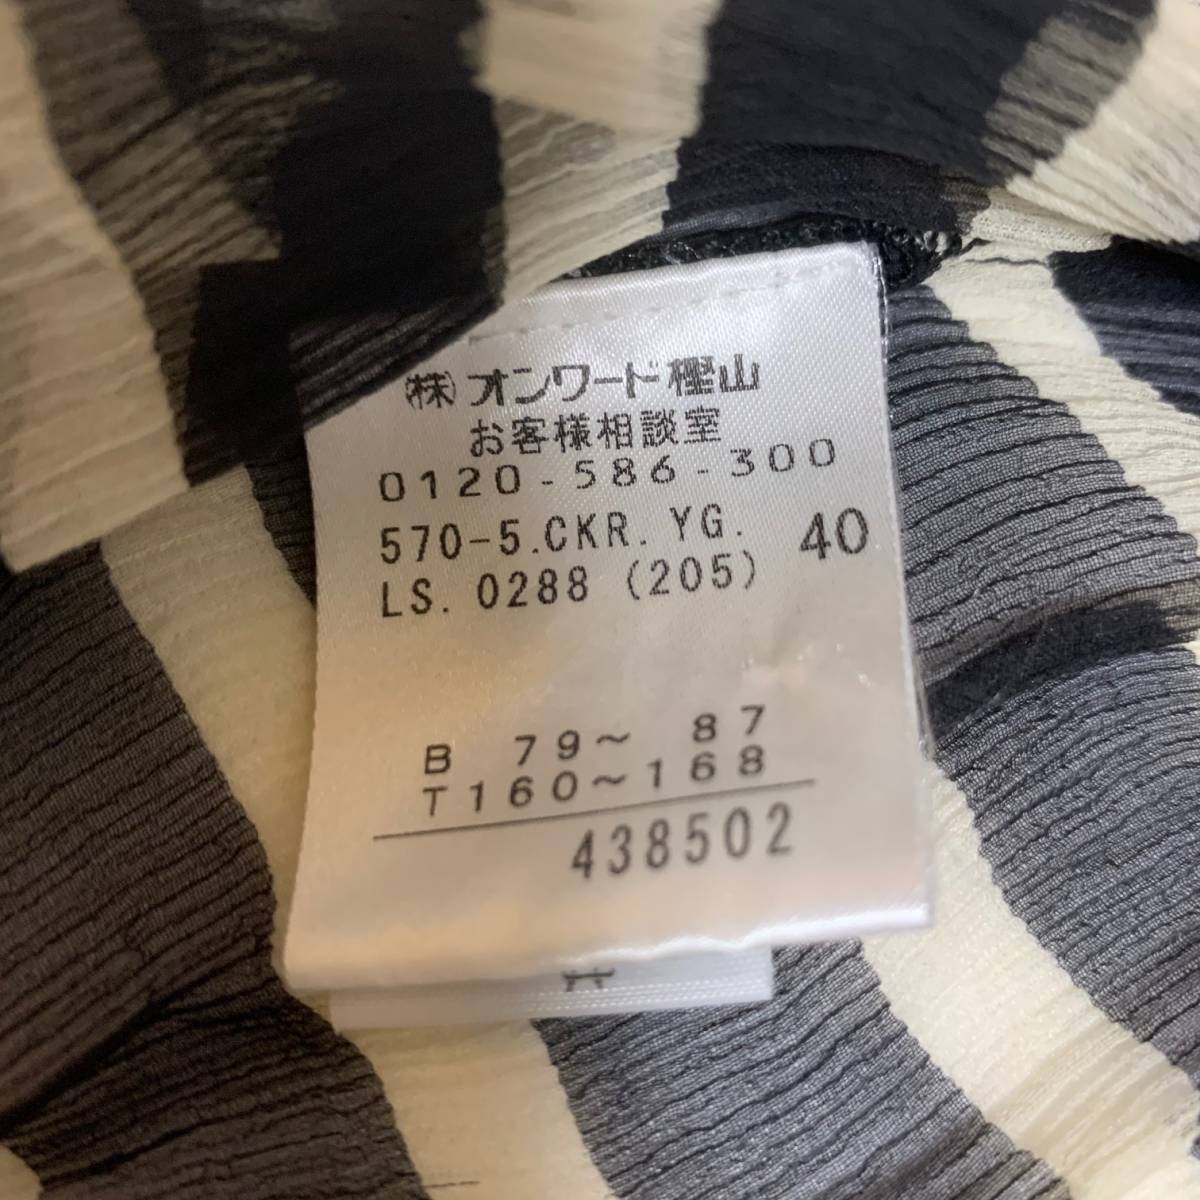 ㈱オンワード樫山
お客様相談室
0120-586-300
570-5.CKR.YG. 40
LS.0288 (205)
B 79～ 87
T160～168
438502